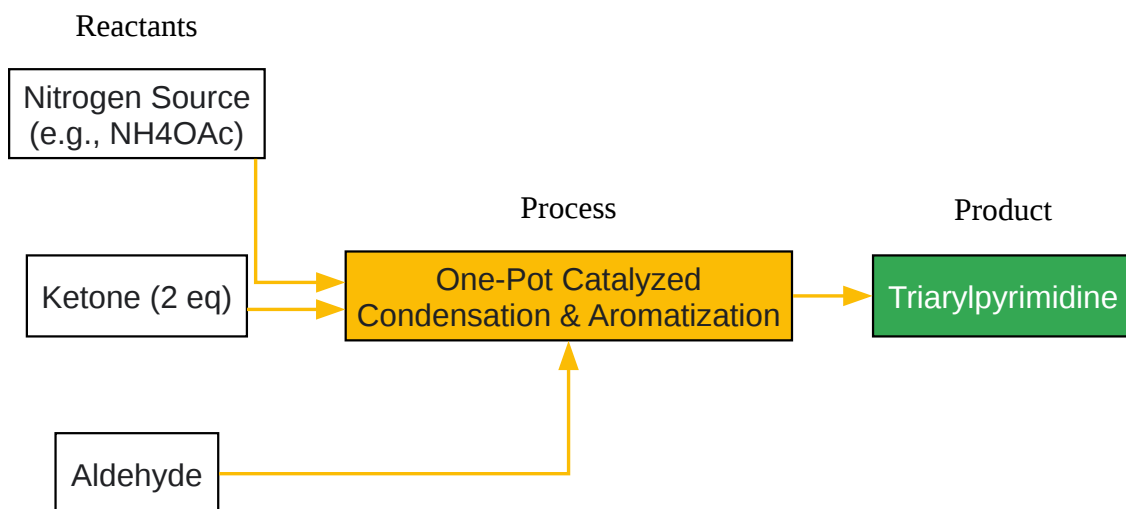 Reactants
Nitrogen Source
(e.g., NH4OAc)
Process
Product
Ketone (2 eq)
One-Pot Catalyzed
Condensation & Aromatization
Triarylpyrimidine
Aldehyde